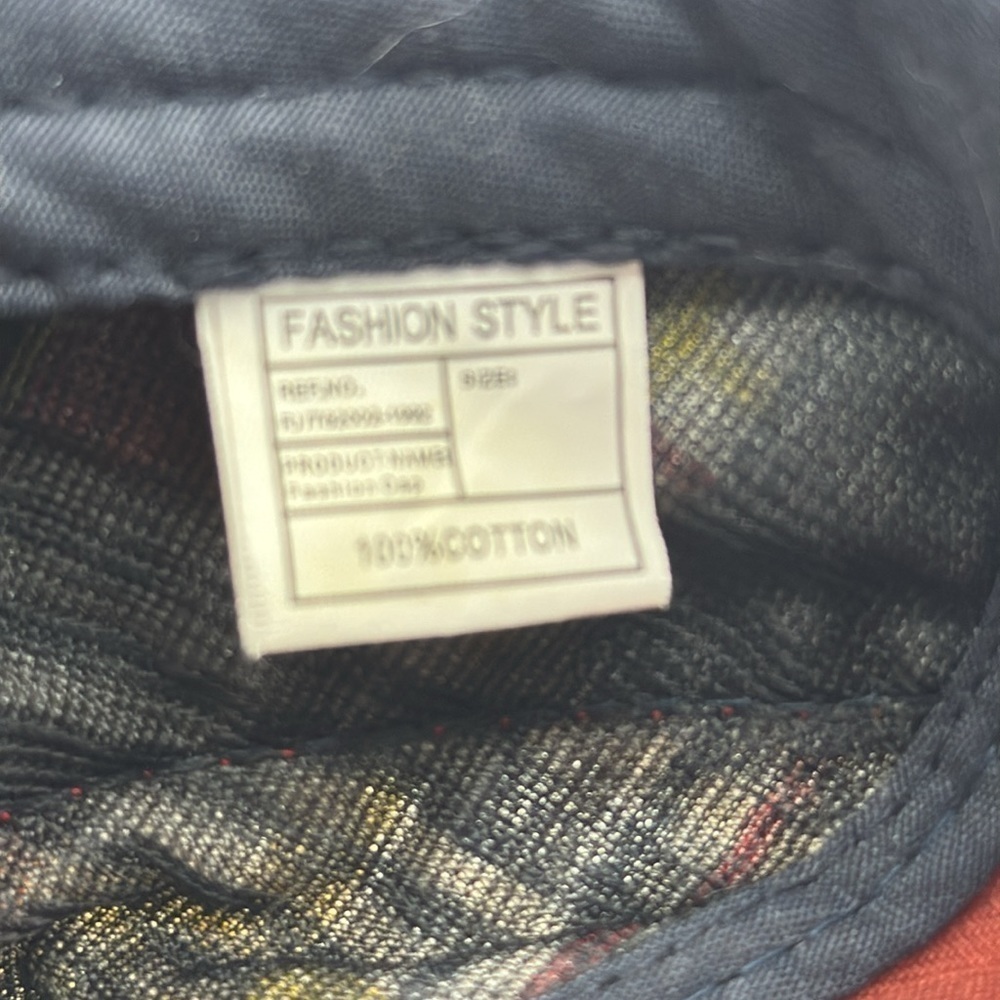 FASHION STYLE
REF.NO.
SIZE:
PRODUCT NAME:
Fashion Cap
100%COTTON